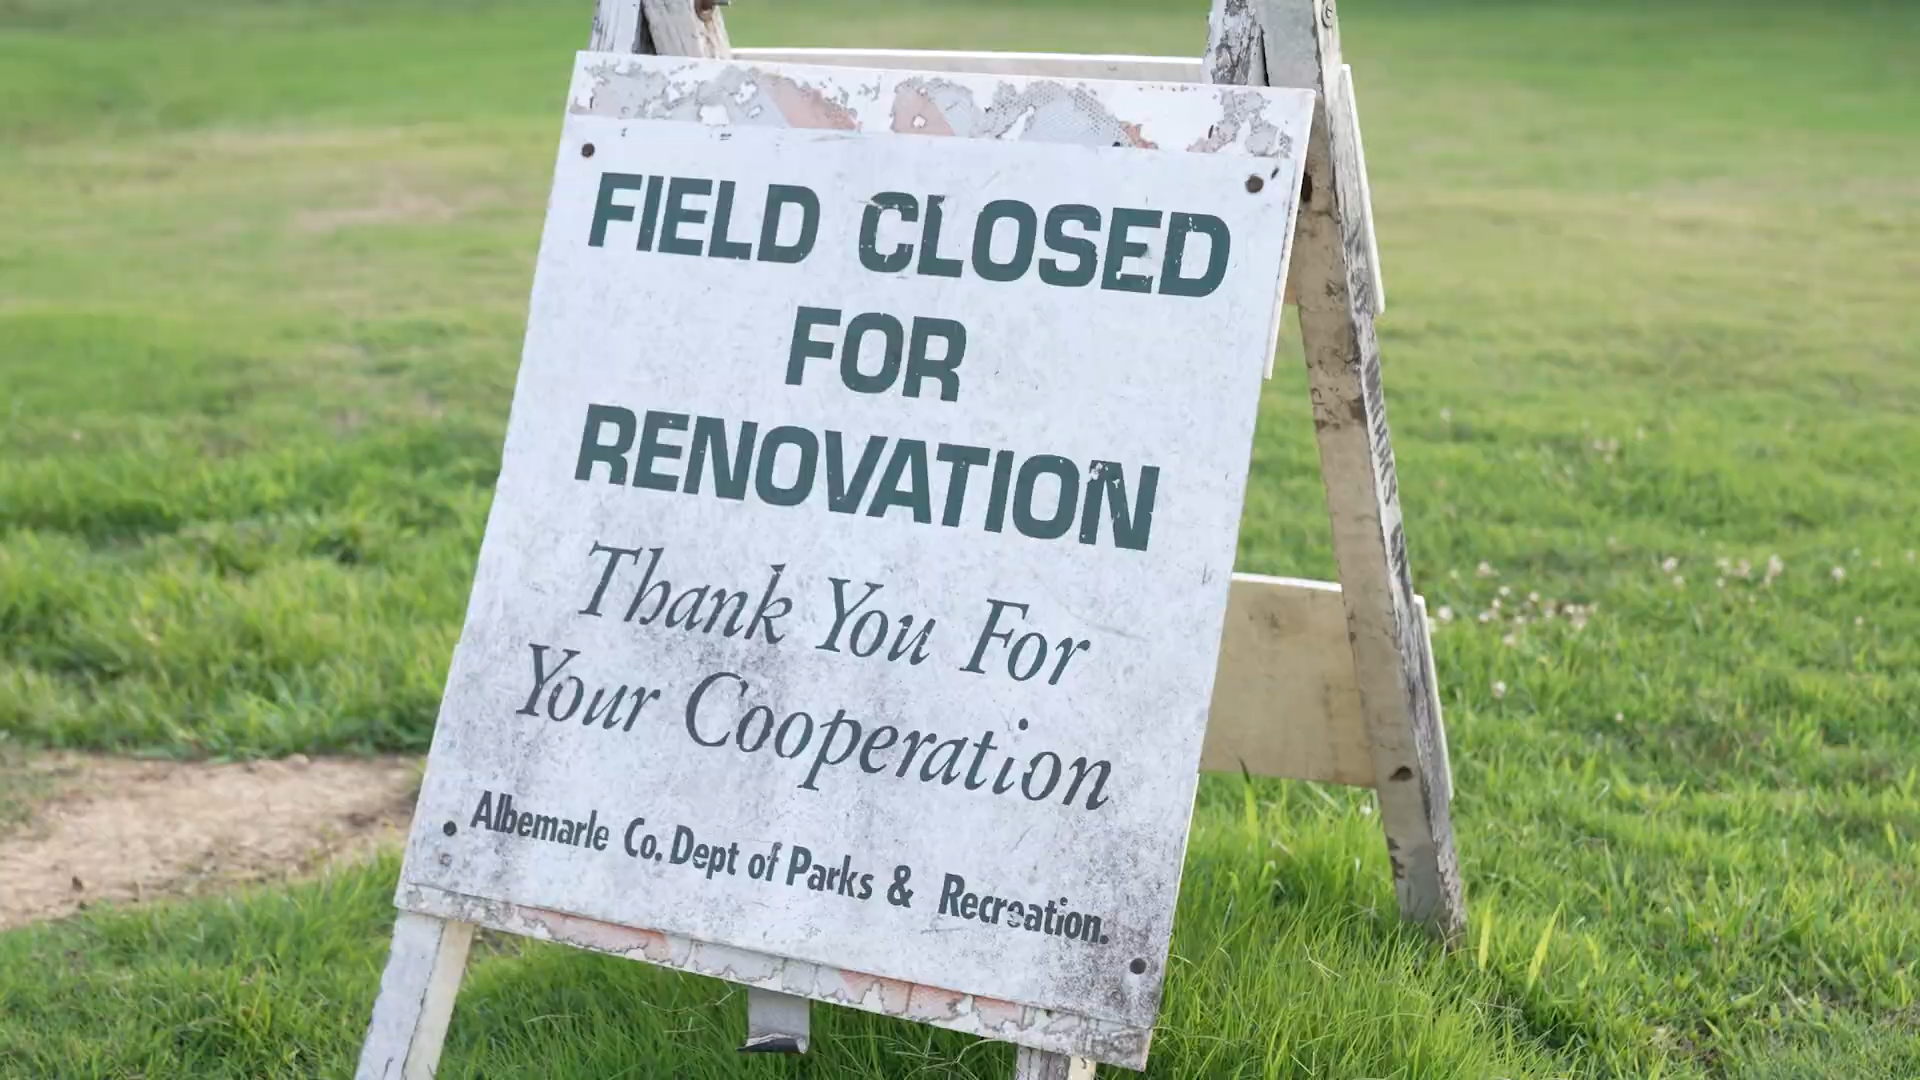 FIELD CLOSED
FOR
RENOVATION
Thank You For
Your Cooperation
Albemarle Co. Dept of Parks & Recreation.